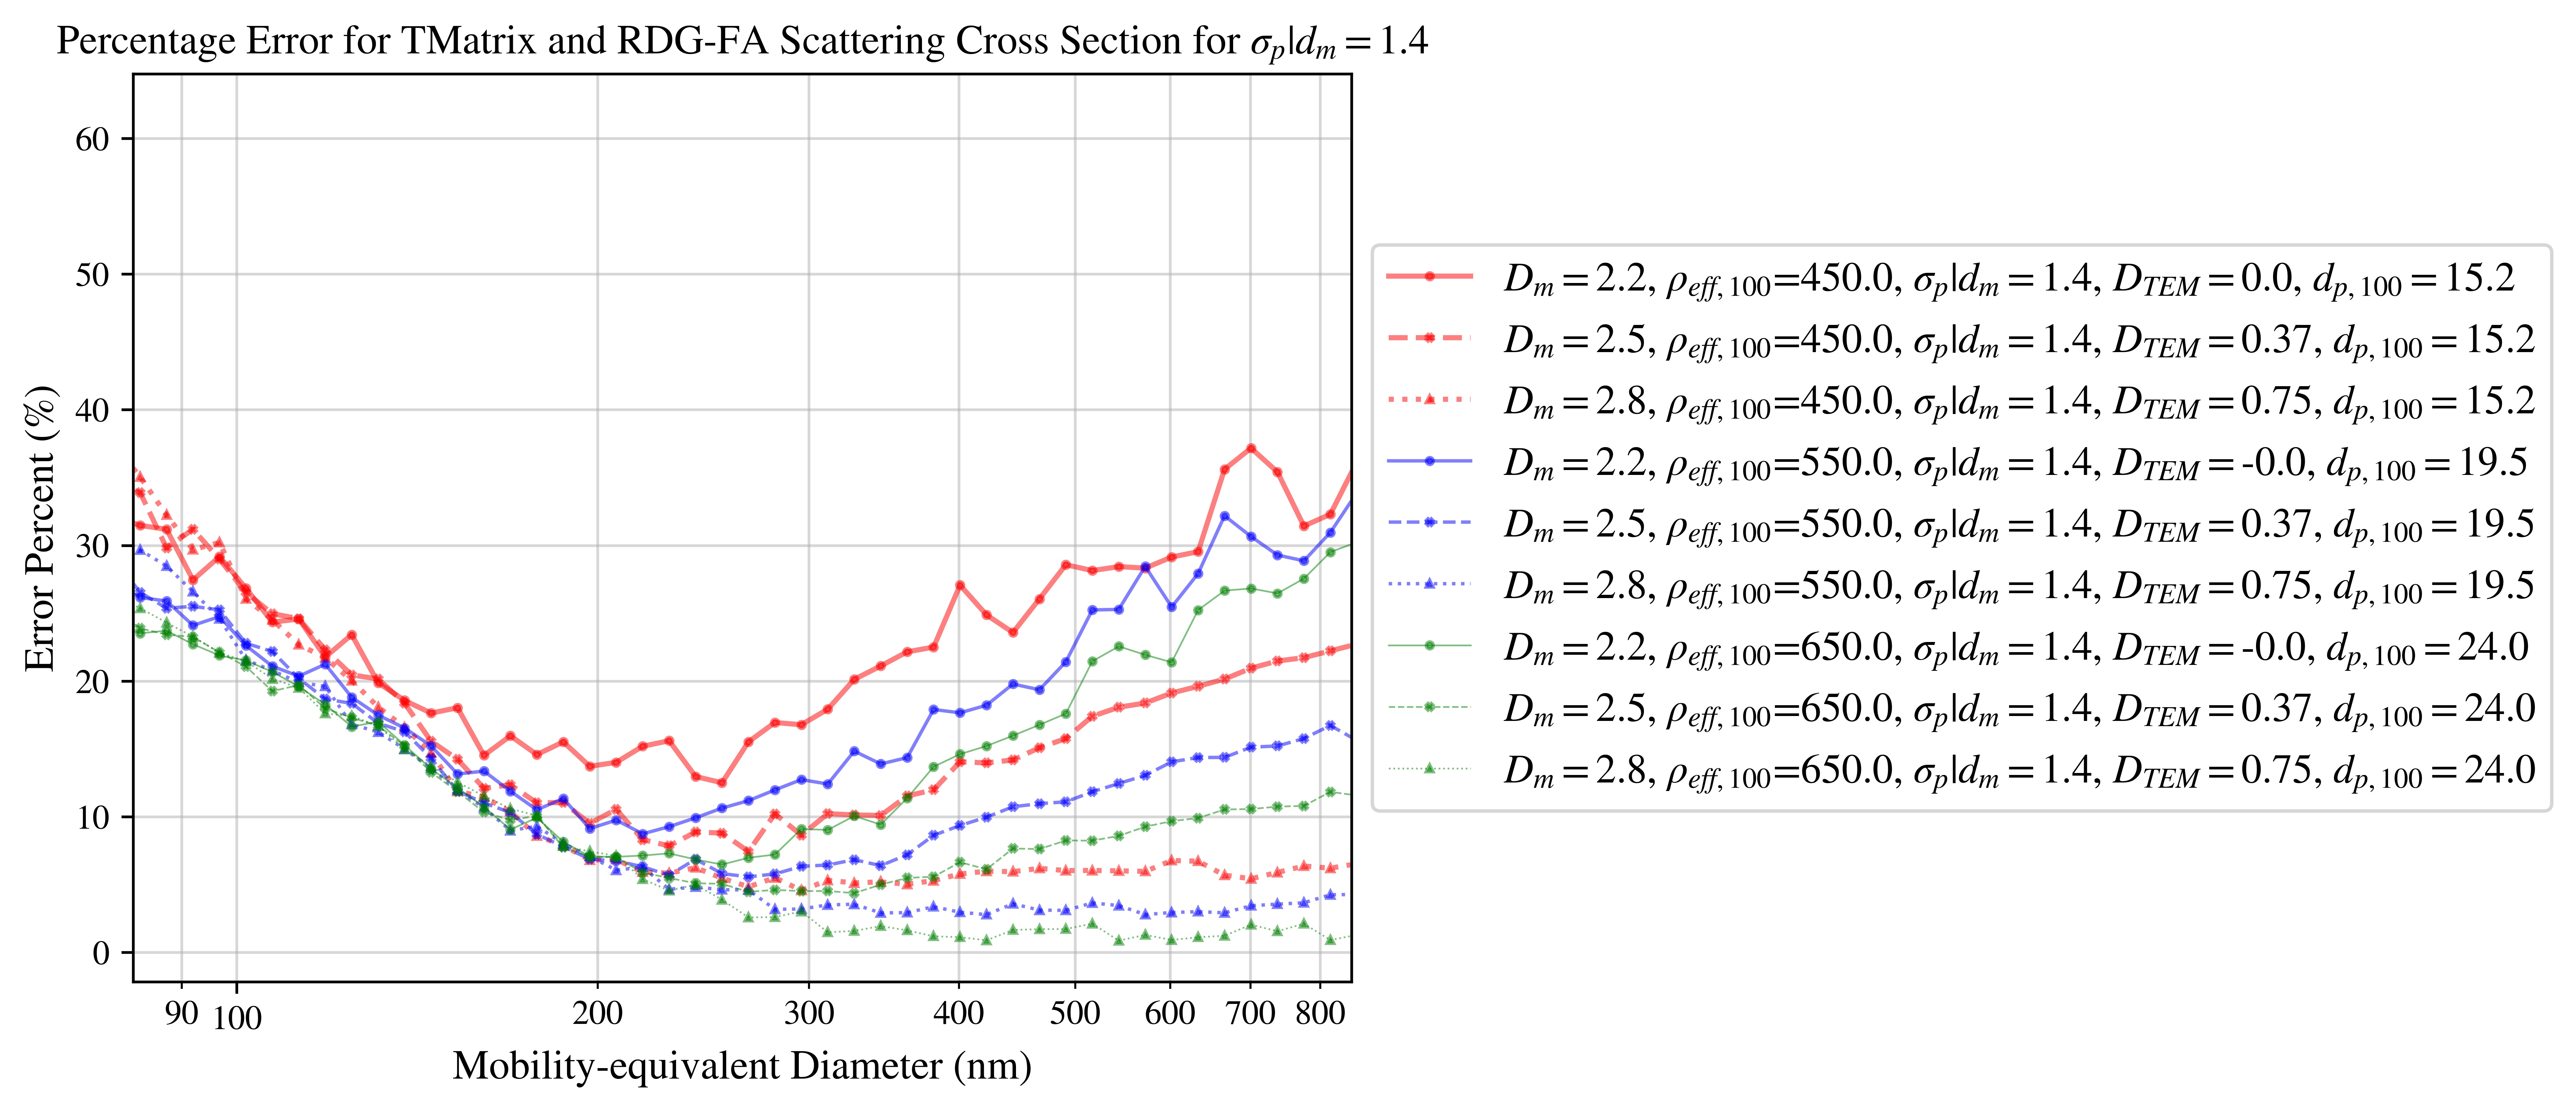 Percentage Error for TMatrix and RDG-FA Scattering Cross Section for σp|dm = 1.4
Error Percent (%)
60
50
40
30
20
10
0
90 100 200 300 400 500 600 700 800
Mobility-equivalent Diameter (nm)
Dm = 2.2, ρeff, 100=450.0, σp|dm = 1.4, DTEM = 0.0, dp, 100 = 15.2
Dm = 2.5, ρeff, 100=450.0, σp|dm = 1.4, DTEM = 0.37, dp, 100 = 15.2
Dm = 2.8, ρeff, 100=450.0, σp|dm = 1.4, DTEM = 0.75, dp, 100 = 15.2
Dm = 2.2, ρeff, 100=550.0, σp|dm = 1.4, DTEM = -0.0, dp, 100 = 19.5
Dm = 2.5, ρeff, 100=550.0, σp|dm = 1.4, DTEM = 0.37, dp, 100 = 19.5
Dm = 2.8, ρeff, 100=550.0, σp|dm = 1.4, DTEM = 0.75, dp, 100 = 19.5
Dm = 2.2, ρeff, 100=650.0, σp|dm = 1.4, DTEM = -0.0, dp, 100 = 24.0
Dm = 2.5, ρeff, 100=650.0, σp|dm = 1.4, DTEM = 0.37, dp, 100 = 24.0
Dm = 2.8, ρeff, 100=650.0, σp|dm = 1.4, DTEM = 0.75, dp, 100 = 24.0